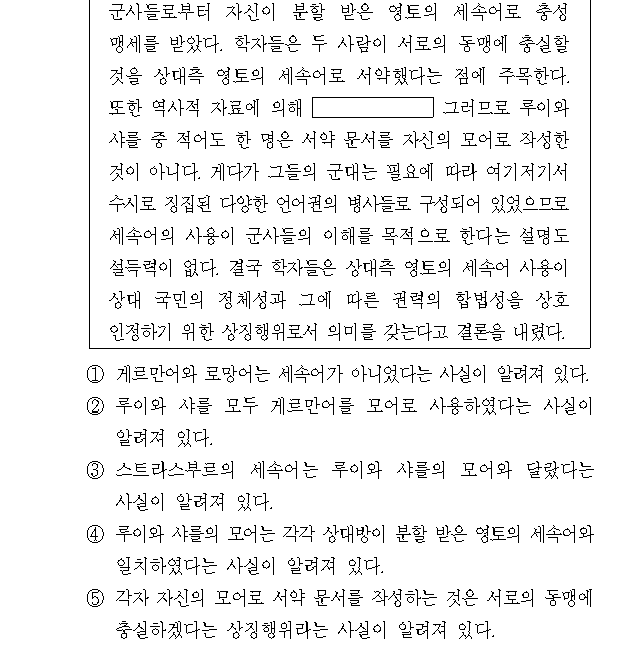 군사들로부터 자신이 분할 받은 영토의 세속어로 충성
맹세를 받았다. 학자들은 두 사람이 서로의 동맹에 충실할
것을 상대측 영토의 세속어로 서약했다는 점에 주목한다.
또한 역사적 자료에 의해 그러므로 루이와
샤를 중 적어도 한 명은 서약 문서를 자신의 모어로 작성한
것이 아니다. 게다가 그들의 군대는 필요에 따라 여기저기서
수시로 징집된 다양한 언어권의 병사들로 구성되어 있었으므로
세속어의 사용이 군사들의 이해를 목적으로 한다는 설명도
설득력이 없다. 결국 학자들은 상대측 영토의 세속어 사용이
상대 국민의 정체성과 그에 따른 권력의 합법성을 상호
인정하기 위한 상징행위로서 의미를 갖는다고 결론을 내렸다.
① 게르만어와 로망어는 세속어가 아니었다는 사실이 알려져 있다.
② 루이와 샤를 모두 게르만어를 모어로 사용하였다는 사실이
알려져 있다.
③ 스트라스부르의 세속어는 루이와 샤를의 모어와 달랐다는
사실이 알려져 있다.
④ 루이와 샤를의 모어는 각각 상대방이 분할 받은 영토의 세속어와
일치하였다는 사실이 알려져 있다.
⑤ 각자 자신의 모어로 서약 문서를 작성하는 것은 서로의 동맹에
충실하겠다는 상징행위라는 사실이 알려져 있다.